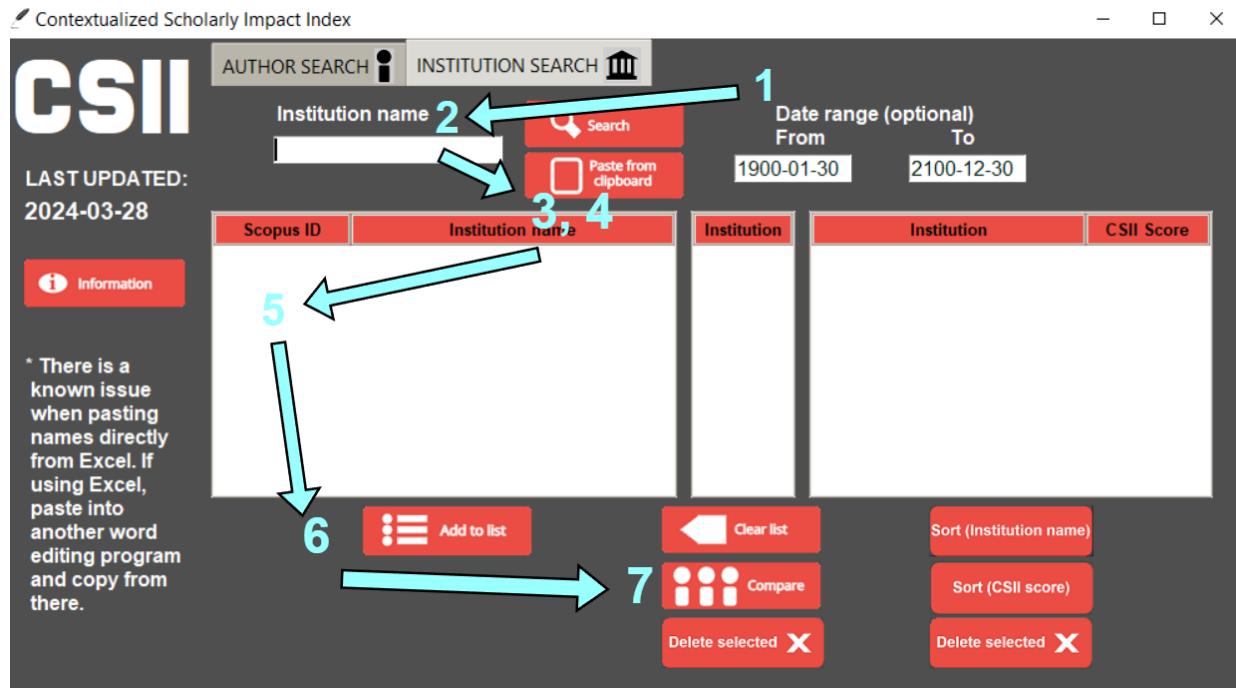 Contextualized Scholarly Impact Index
CSII
LAST UPDATED:
2024-03-28
Information
* There is a
known issue
when pasting
names directly
from Excel. If
using Excel,
paste into
another word
editing program
and copy from
there.
AUTHOR SEARCH
INSTITUTION SEARCH
1
Institution name 2
Search
Paste from
clipboard
3, 4
Date range (optional)
From To
1900-01-30 2100-12-30
Scopus ID Institution name
Institution
Institution CSII Score
5
6
Add to list
Clear list
7
Compare
Delete selected
Sort (Institution name)
Sort (CSII score)
Delete selected